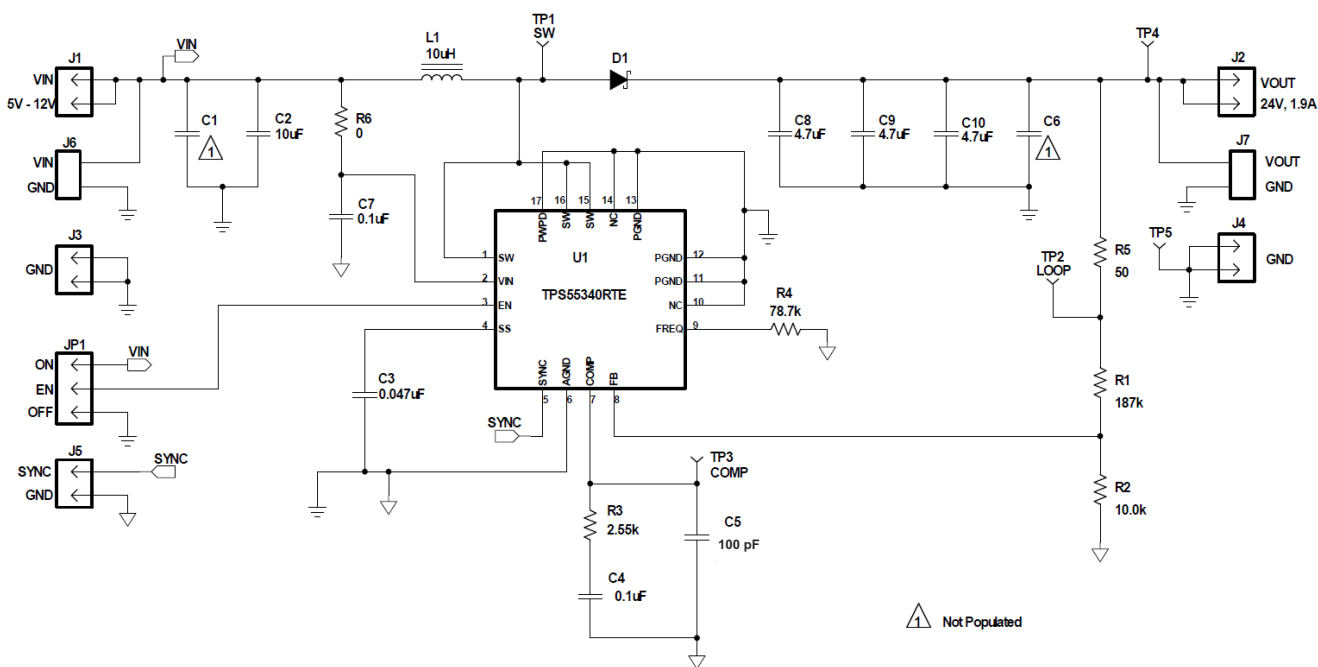 TP1
SW
TP4
VIN
J1
VIN
5V - 12V
L1
10uH
D1
J2
VOUT
24V, 1.9A
C1
1
C2
10uF
R6
0
C8
4.7uF
C9
4.7uF
C10
4.7uF
C6
1
J6
VIN
GND
J7
VOUT
GND
C7
0.1uF
17
16
15
14
13
PWPD
SW
SW
NC
PGND
J3
GND
U1
TPS55340RTE
1
SW
2
VIN
3
EN
4
SS
PGND
12
PGND
11
NC
10
FREQ
9
SYNC
AGND
COMP
FB
5
6
7
8
R4
78.7k
TP2
LOOP
R5
50
TP5
J4
GND
JP1
ON
EN
OFF
VIN
C3
0.047uF
SYNC
R1
187k
J5
SYNC
GND
SYNC
TP3
COMP
R2
10.0k
R3
2.55k
C5
100 pF
C4
0.1uF
1
Not Populated